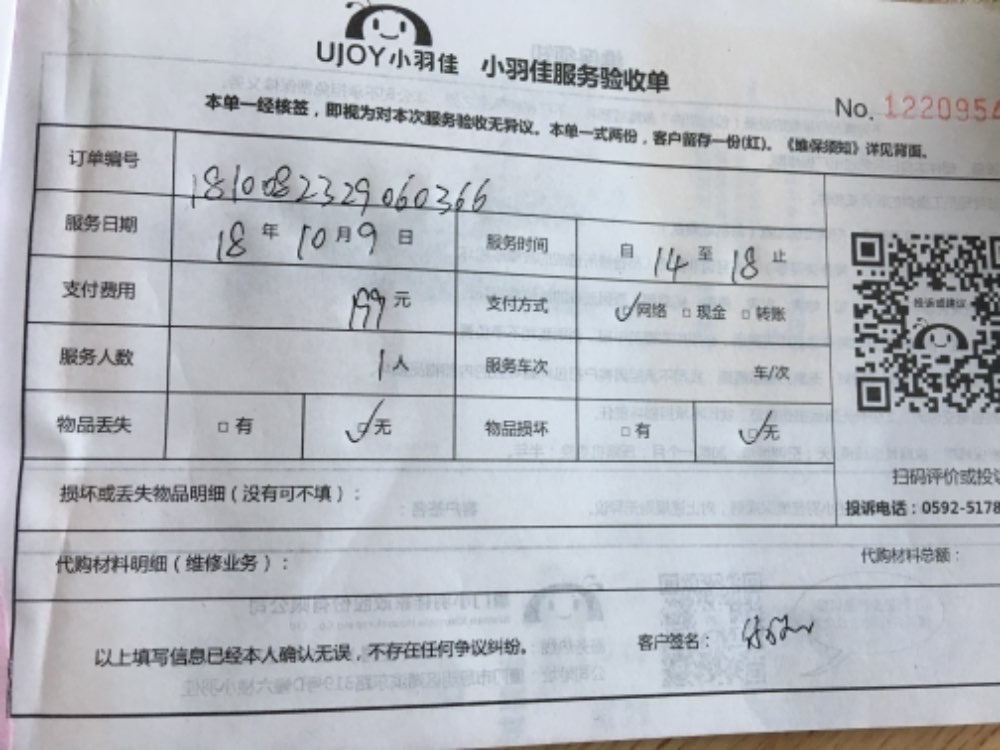 UJOY小羽佳 小羽佳服务验收单
No. 1220954
本单一经核签，即视为对本次服务验收无异议。本单一式两份，客户留存一份(红)。《维保须知》详见背面。
订单编号 181008232906036​6
服务日期 18 年 10 月 9 日 服务时间 自 14 至 18 止
支付费用 199 元 支付方式 ☑网络 □现金 □转账
投诉或建议
服务人数 1人 服务车次 车/次
物品丢失 □有 ☑无 物品损坏 □有 ☑无
扫码评价或投诉
损坏或丢失物品明细（没有可不填）： 投诉电话：0592-5178
代购材料明细（维修业务）： 代购材料总额：
以上填写信息已经本人确认无误，不存在任何争议纠纷。 客户签名：